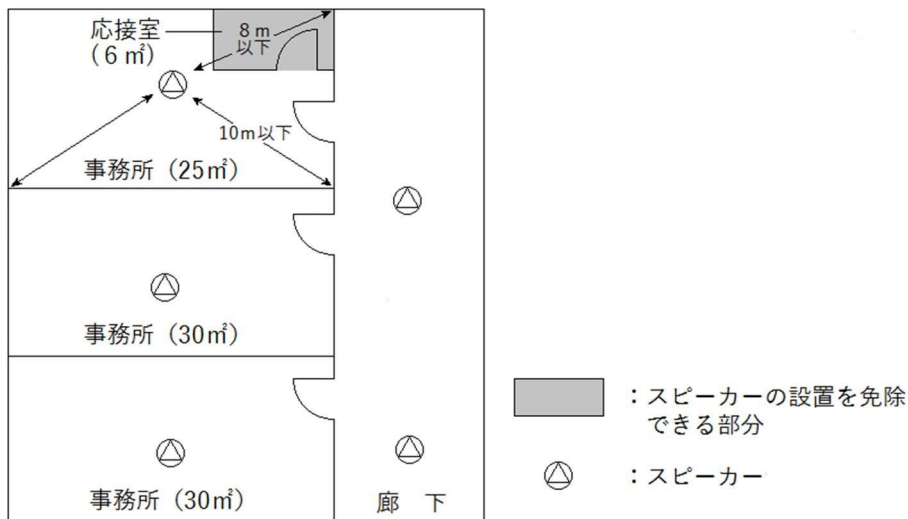 応接室
(6㎡)
8m
以下
10m以下
事務所(25㎡)
事務所(30㎡)
事務所(30㎡)
廊 下
:スピーカーの設置を免除
できる部分
:スピーカー